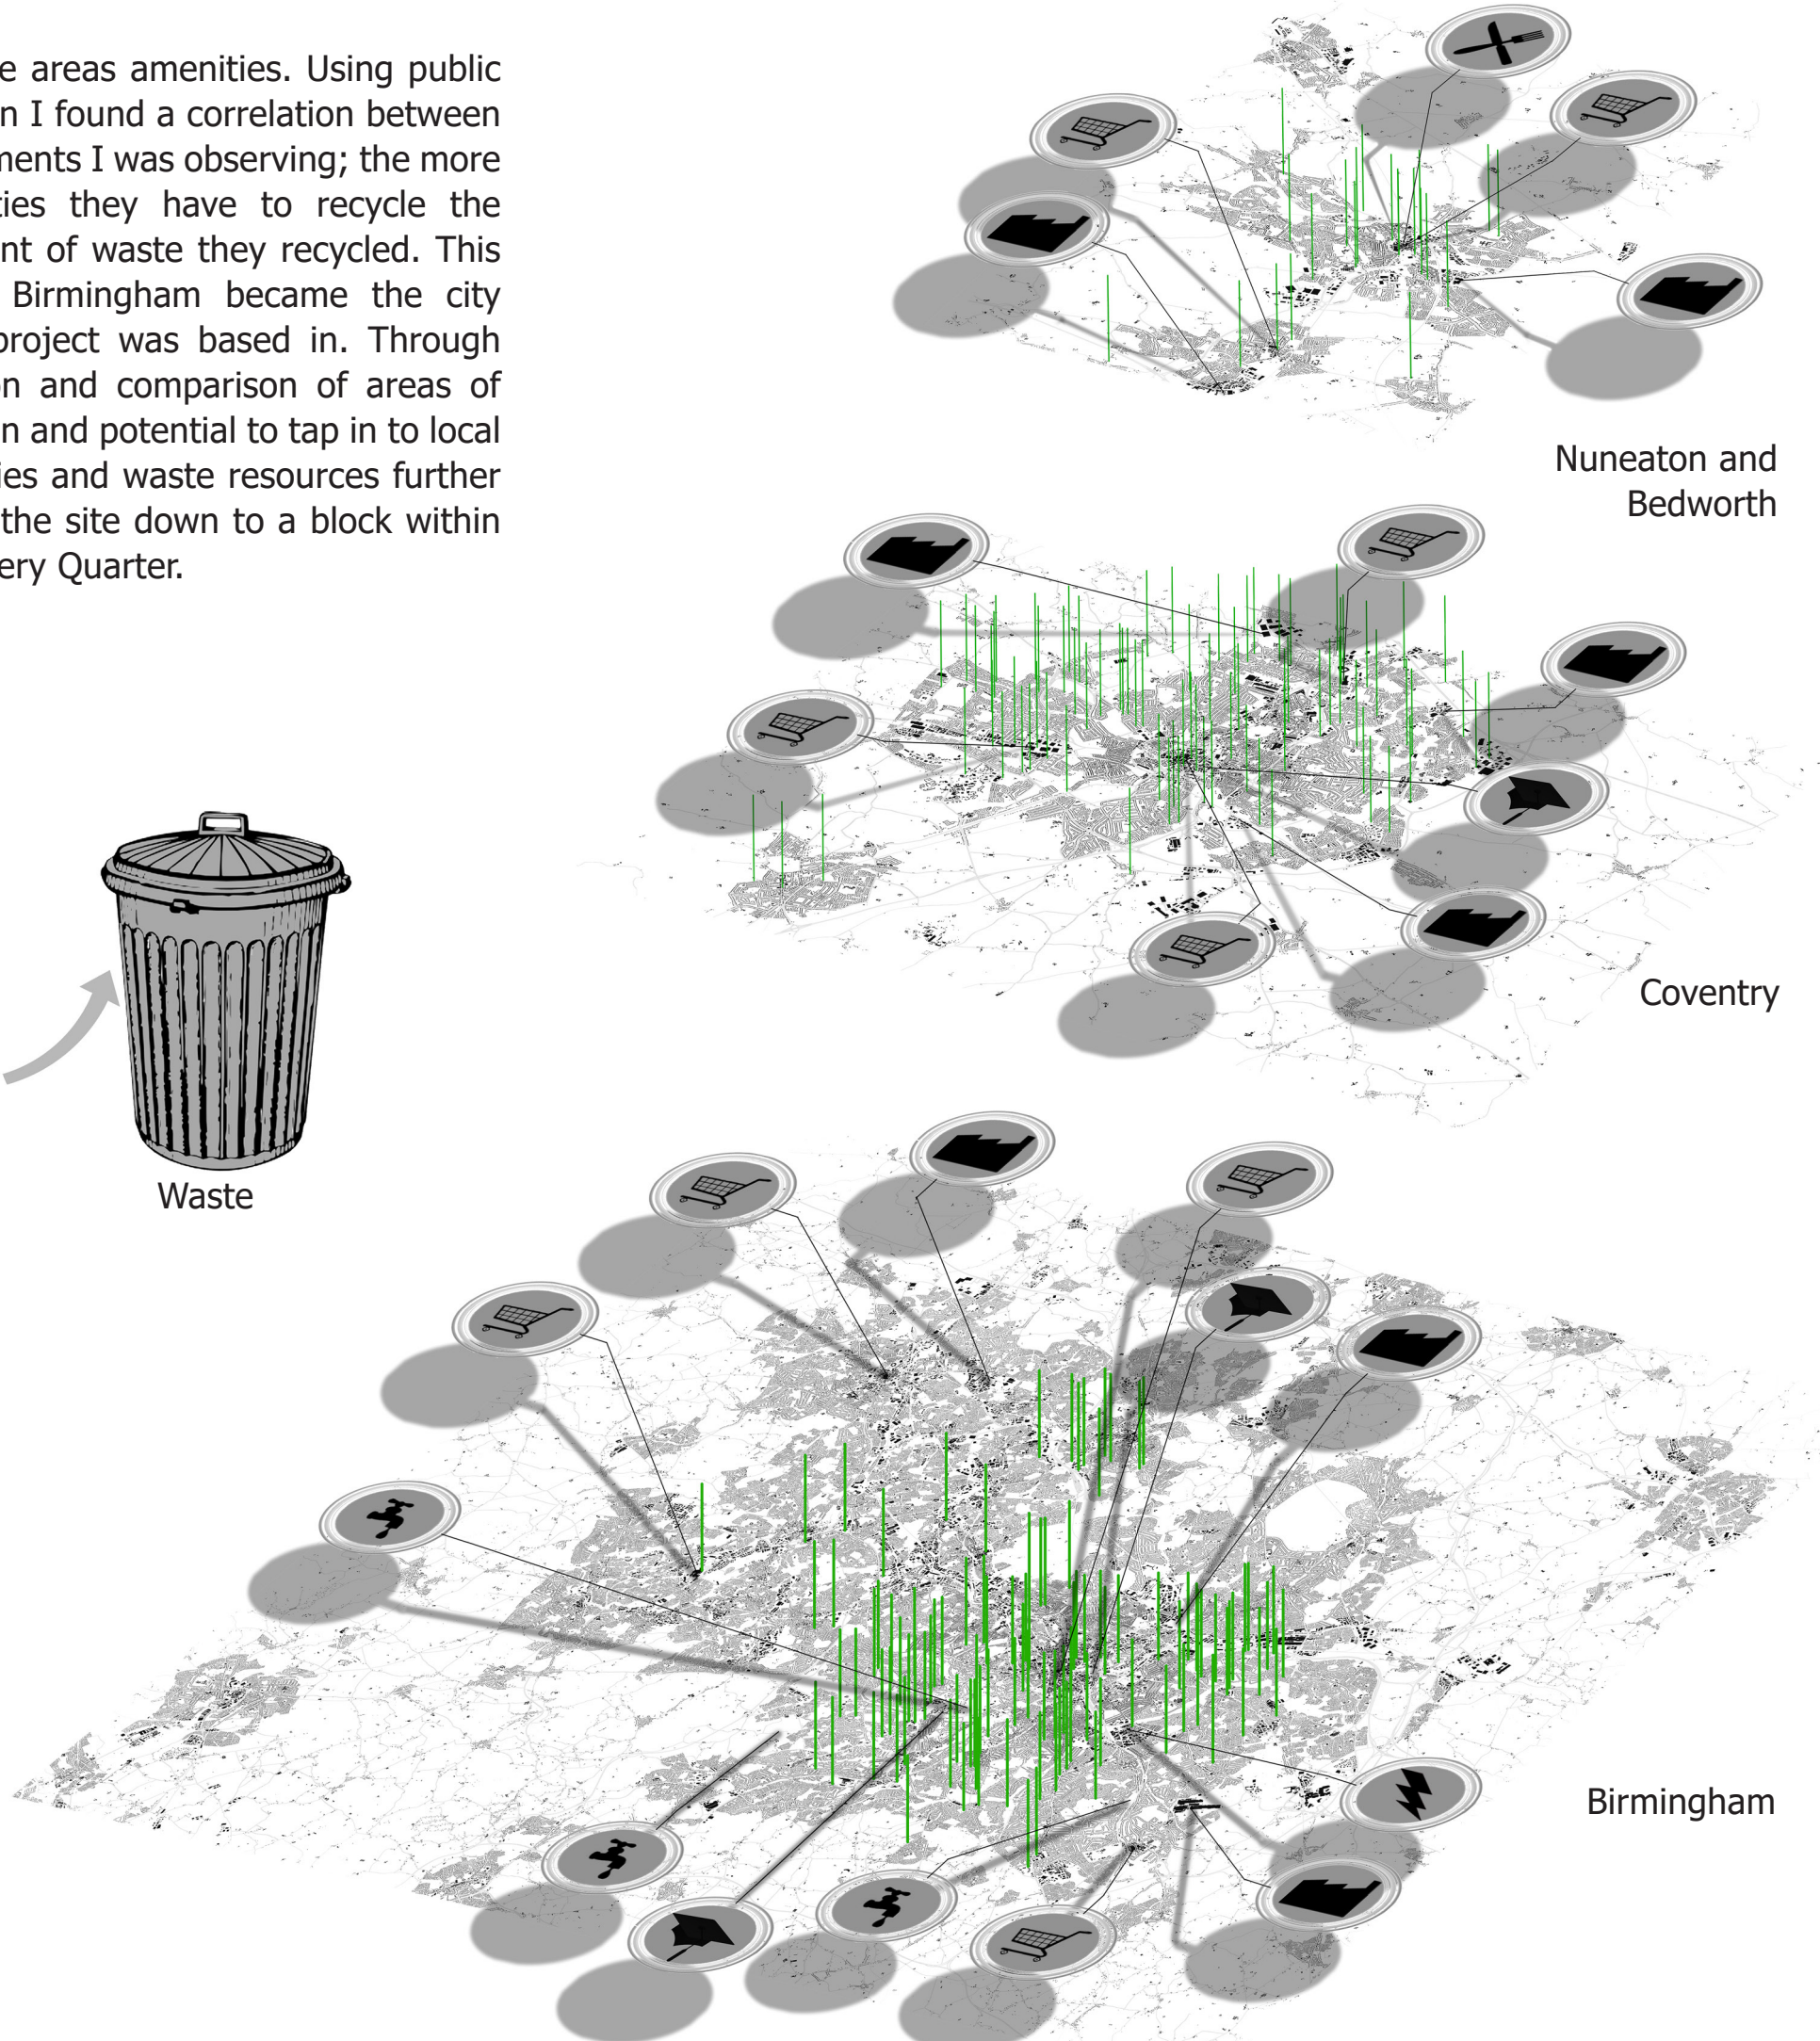 e areas amenities. Using public
n I found a correlation between
ments I was observing; the more
ties they have to recycle the
nt of waste they recycled. This
Birmingham became the city
project was based in. Through
on and comparison of areas of
n and potential to tap in to local
ies and waste resources further
the site down to a block within
ery Quarter.
Nuneaton and
Bedworth
Coventry
Waste
Birmingham